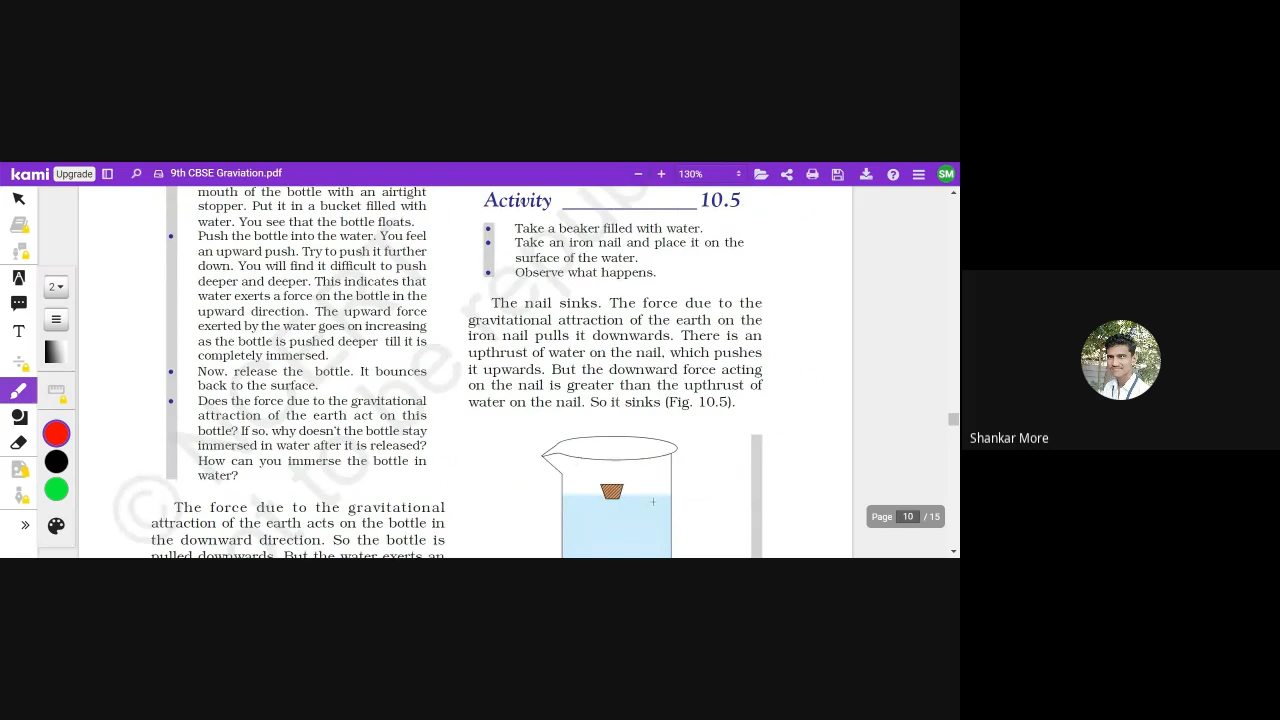 kami
Upgrade
9th CBSE Graviation.pdf
130%
SM
mouth of the bottle with an airtight
stopper. Put it in a bucket filled with
water. You see that the bottle floats.
• Push the bottle into the water. You feel
an upward push. Try to push it further
down. You will find it difficult to push
deeper and deeper. This indicates that
water exerts a force on the bottle in the
upward direction. The upward force
exerted by the water goes on increasing
as the bottle is pushed deeper till it is
completely immersed.
• Now, release the bottle. It bounces
back to the surface.
• Does the force due to the gravitational
attraction of the earth act on this
bottle? If so, why doesn't the bottle stay
immersed in water after it is released?
How can you immerse the bottle in
water?
The force due to the gravitational
attraction of the earth acts on the bottle in
the downward direction. So the bottle is
pulled downwards. But the water exerts an
Activity ______________ 10.5
• Take a beaker filled with water.
• Take an iron nail and place it on the
surface of the water.
• Observe what happens.
The nail sinks. The force due to the
gravitational attraction of the earth on the
iron nail pulls it downwards. There is an
upthrust of water on the nail, which pushes
it upwards. But the downward force acting
on the nail is greater than the upthrust of
water on the nail. So it sinks (Fig. 10.5).
2
T
Page 10 / 15
Shankar More